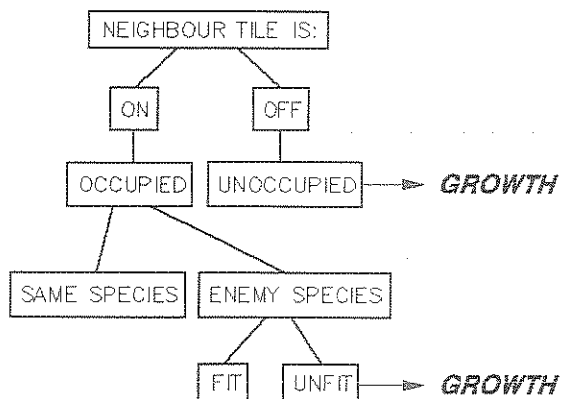 NEIGHBOUR TILE IS:
ON
OFF
OCCUPIED
UNOCCUPIED
GROWTH
SAME SPECIES
ENEMY SPECIES
FIT
UNFIT
GROWTH